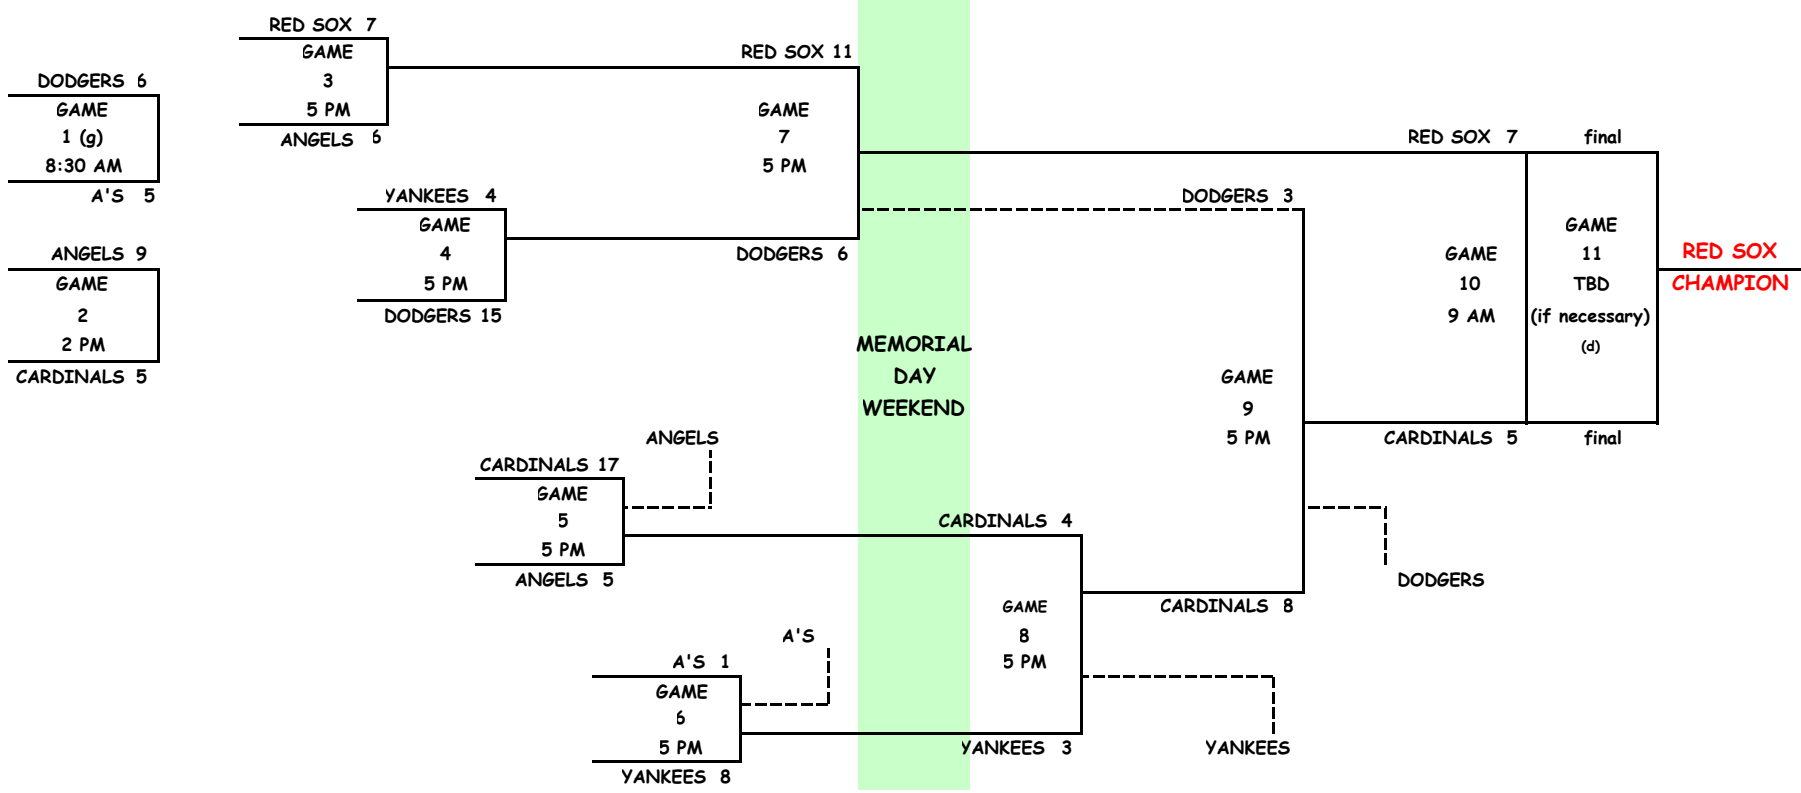 RED SOX 7
GAME
3
5 PM
ANGELS 6
DODGERS 6
GAME
1 (g)
8:30 AM
A'S 5
ANGELS 9
GAME
2
2 PM
CARDINALS 5
YANKEES 4
GAME
4
5 PM
DODGERS 15
RED SOX 11
GAME
7
5 PM
DODGERS 6
CARDINALS 17
GAME
5
5 PM
ANGELS 5
ANGELS
A'S 1
GAME
6
5 PM
YANKEES 8
A'S
MEMORIAL
DAY
WEEKEND
CARDINALS 4
GAME
8
5 PM
YANKEES 3
YANKEES
DODGERS 3
GAME
9
5 PM
CARDINALS 8
DODGERS
RED SOX 7
GAME
10
9 AM
CARDINALS 5
final
GAME
11
TBD
(if necessary)
(d)
final
RED SOX
CHAMPION